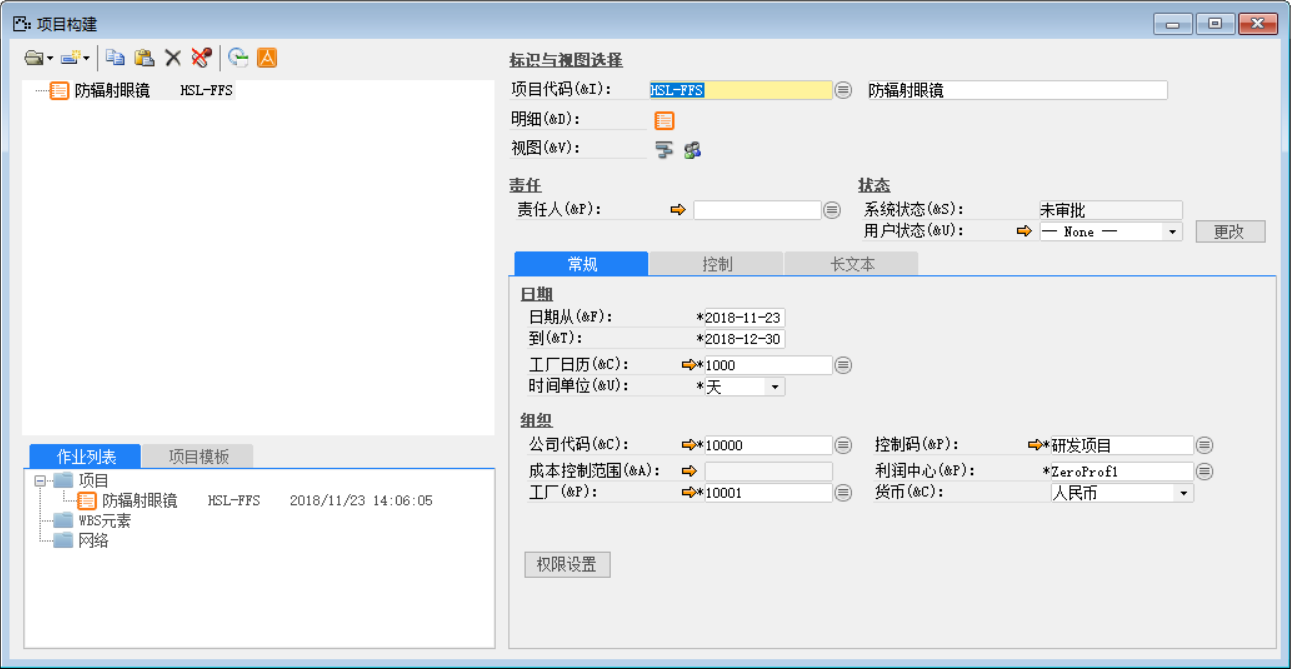 项目构建
防辐射眼镜 HSL-FFS
作业列表 项目模板
项目
防辐射眼镜 HSL-FFS 2018/11/23 14:06:05
WBS元素
网络
标识与视图选择
项目代码(&I): HSL-FFS 防辐射眼镜
明细(&D):
视图(&V):
责任 状态
责任人(&P): 系统状态(&S): 未审批
用户状态(&U): — None — 更改
常规 控制 长文本
日期
日期从(&F): *2018-11-23
到(&T): *2018-12-30
工厂日历(&C): *1000
时间单位(&U): *天
组织
公司代码(&C): *10000 控制码(&P): *研发项目
成本控制范围(&A): 利润中心(&P): *ZeroProf1
工厂(&P): *10001 货币(&C): 人民币
权限设置